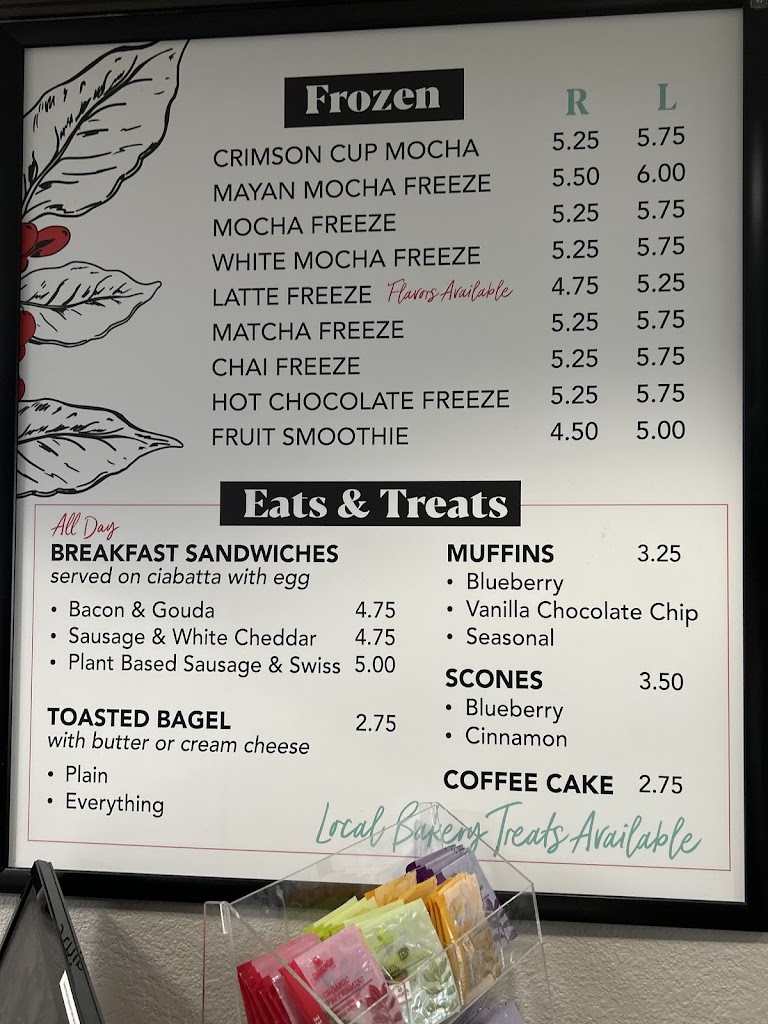 Frozen R L
CRIMSON CUP MOCHA 5.25 5.75
MAYAN MOCHA FREEZE 5.50 6.00
MOCHA FREEZE 5.25 5.75
WHITE MOCHA FREEZE 5.25 5.75
LATTE FREEZE Flavors Available 4.75 5.25
MATCHA FREEZE 5.25 5.75
CHAI FREEZE 5.25 5.75
HOT CHOCOLATE FREEZE 5.25 5.75
FRUIT SMOOTHIE 4.50 5.00
Eats & Treats
All Day
BREAKFAST SANDWICHES
served on ciabatta with egg
• Bacon & Gouda 4.75
• Sausage & White Cheddar 4.75
• Plant Based Sausage & Swiss 5.00
TOASTED BAGEL 2.75
with butter or cream cheese
• Plain
• Everything
MUFFINS 3.25
• Blueberry
• Vanilla Chocolate Chip
• Seasonal
SCONES 3.50
• Blueberry
• Cinnamon
COFFEE CAKE 2.75
Local Bakery Treats Available